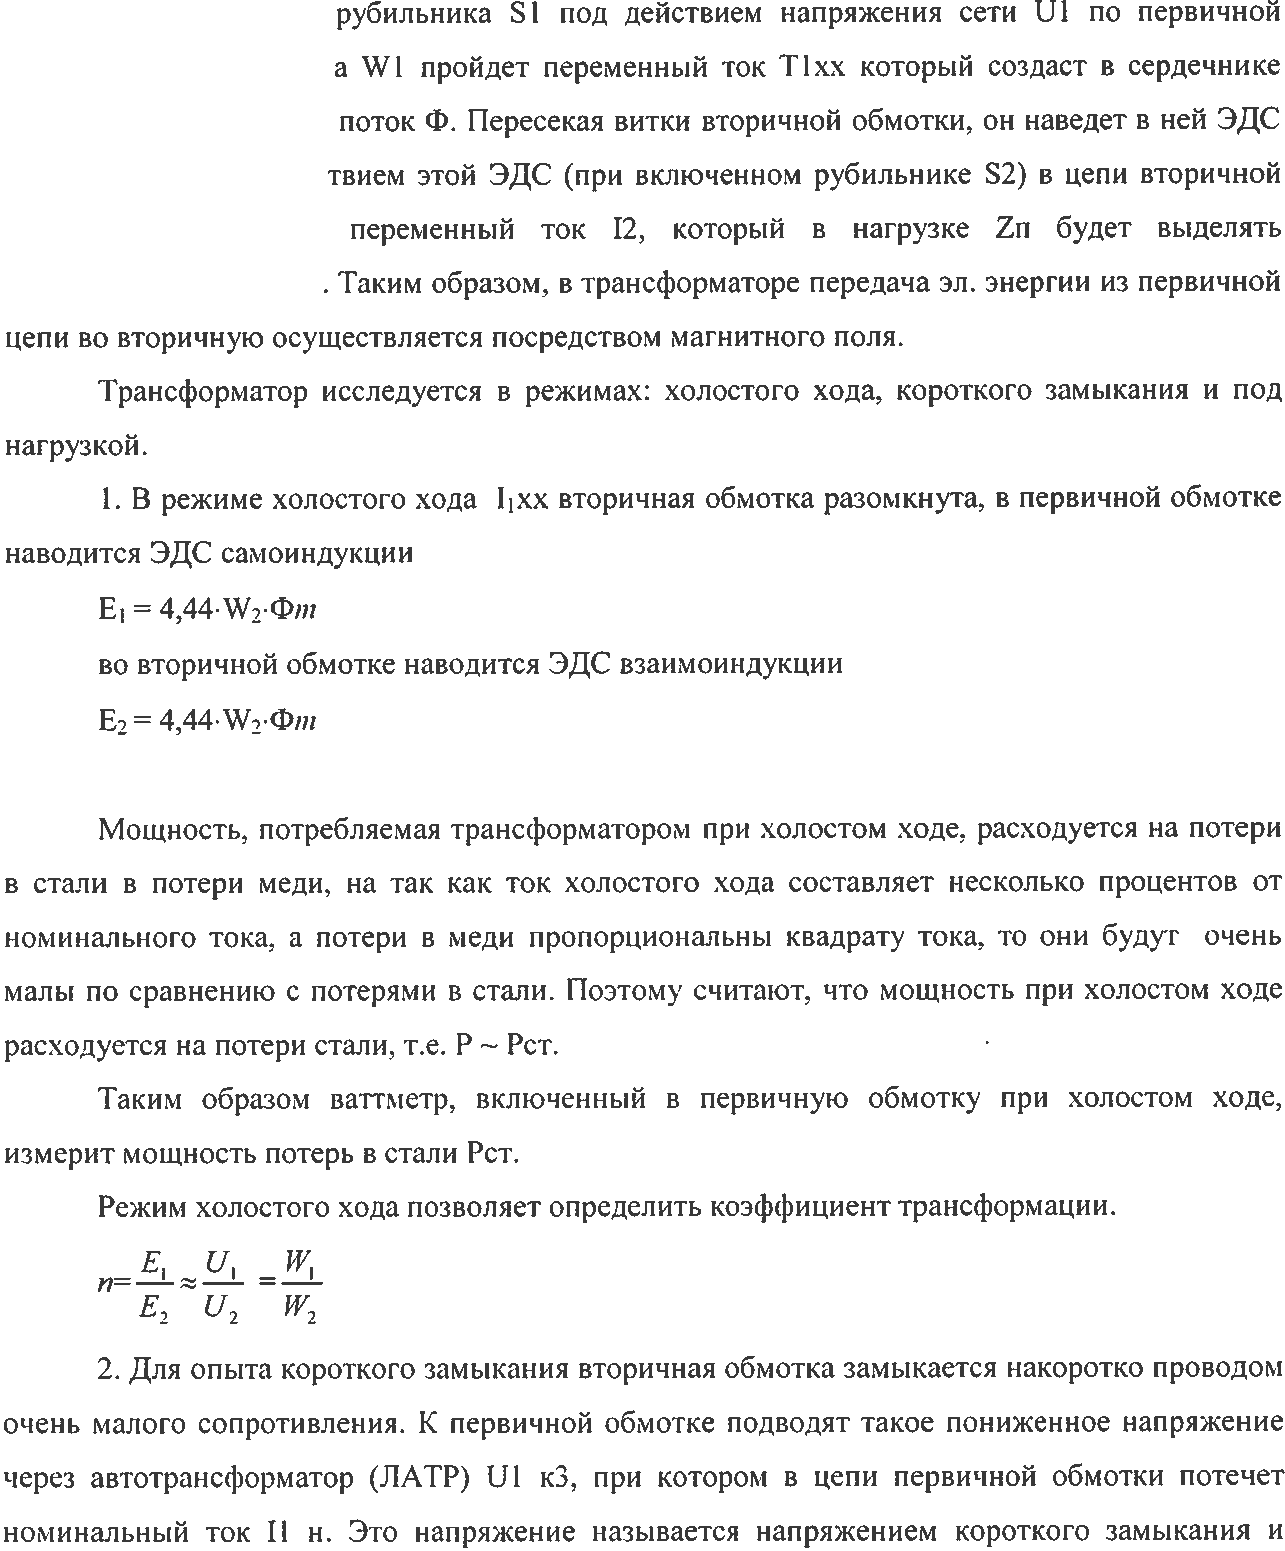 рубильника S1 под действием напряжения сети U1 по первичной
а W1 пройдет переменный ток T1xx который создаст в сердечнике
поток Ф. Пересекая витки вторичной обмотки, он наведет в ней ЭДС
твием этой ЭДС (при включенном рубильнике S2) в цепи вторичной
переменный ток I2, который в нагрузке Zп будет выделять
. Таким образом, в трансформаторе передача эл. энергии из первичной
цепи во вторичную осуществляется посредством магнитного поля.
Трансформатор исследуется в режимах: холостого хода, короткого замыкания и под
нагрузкой.
1. В режиме холостого хода I₁xx вторичная обмотка разомкнута, в первичной обмотке
наводится ЭДС самоиндукции
E₁ = 4,44·W₂·Фm
во вторичной обмотке наводится ЭДС взаимоиндукции
E₂ = 4,44·W₂·Фm
Мощность, потребляемая трансформатором при холостом ходе, расходуется на потери
в стали в потери меди, на так как ток холостого хода составляет несколько процентов от
номинального тока, а потери в меди пропорциональны квадрату тока, то они будут очень
малы по сравнению с потерями в стали. Поэтому считают, что мощность при холостом ходе
расходуется на потери стали, т.е. P ~ Pст.
Таким образом ваттметр, включенный в первичную обмотку при холостом ходе,
измерит мощность потерь в стали Рст.
Режим холостого хода позволяет определить коэффициент трансформации.
n= E₁/E₂ ≈ U₁/U₂ = W₁/W₂
2. Для опыта короткого замыкания вторичная обмотка замыкается накоротко проводом
очень малого сопротивления. К первичной обмотке подводят такое пониженное напряжение
через автотрансформатор (ЛАТР) U1 кЗ, при котором в цепи первичной обмотки потечет
номинальный ток I1 н. Это напряжение называется напряжением короткого замыкания и